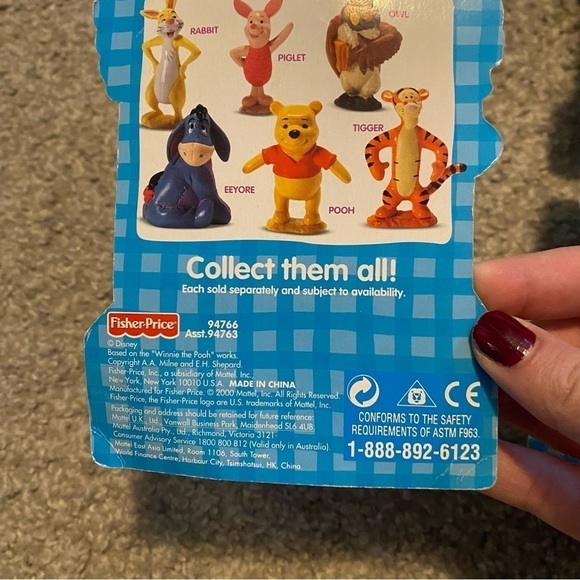 RABBIT
PIGLET
OWL
EEYORE
POOH
TIGGER
Collect them all!
Each sold separately and subject to availability.
Fisher-Price
94766
Asst.94763
© Disney
Based on the "Winnie the Pooh" works.
Copyright A.A. Milne and E.H. Shepard.
Fisher-Price, Inc., a subsidiary of Mattel, Inc.
New York, New York 10010 U.S.A. MADE IN CHINA
Manufactured for Fisher-Price. © 2000 Mattel, Inc. All Rights Reserved.
Fisher-Price, the Fisher-Price logo are U.S. trademarks of Mattel, Inc.
Packaging and address should be retained for future reference:
Mattel U.K., Ltd., Vanwall Business Park, Maidenhead SL6 4UB.
Mattel Australia Pty., Ltd., Richmond, Victoria 3121.
Consumer Advisory Service 1800 800 812 (Valid only in Australia).
Mattel East Asia Limited, Room 1106, South Tower,
World Finance Centre, Harbour City, Tsimshatsui, HK, China.
CE
CONFORMS TO THE SAFETY
REQUIREMENTS OF ASTM F963.
1-888-892-6123